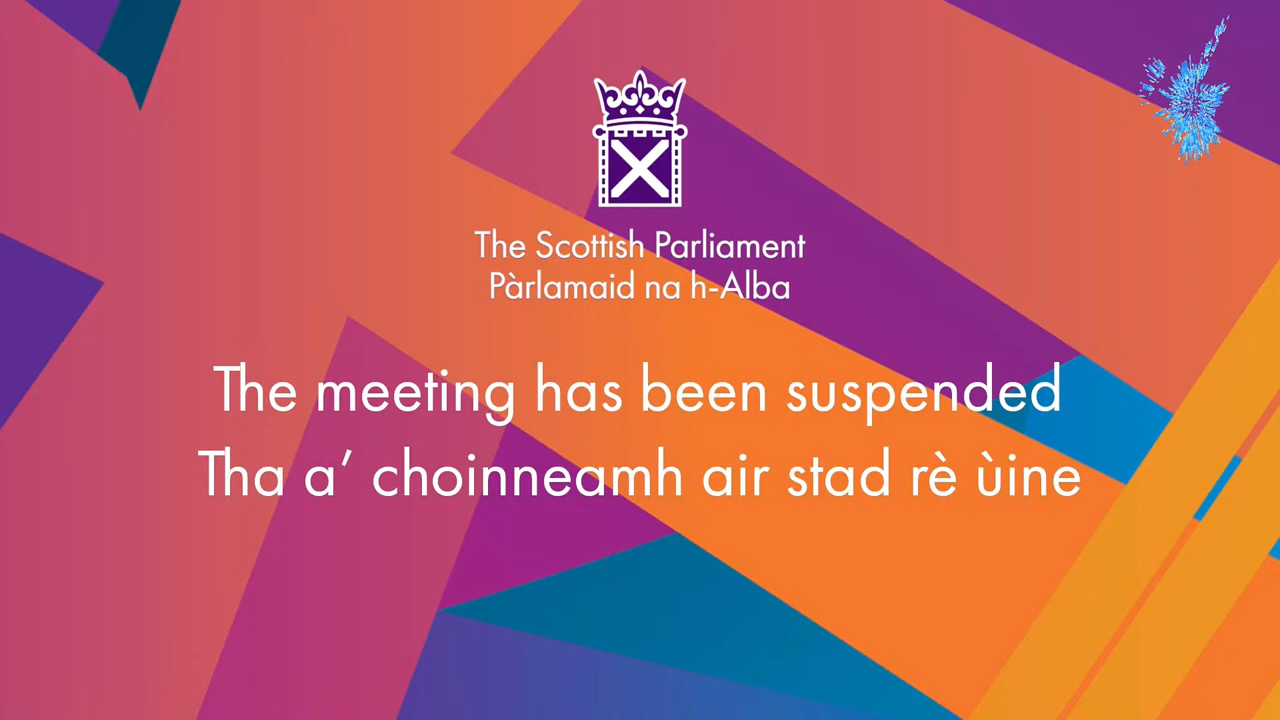 The Scottish Parliament
Pàrlamaid na h-Alba
The meeting has been suspended
Tha a’ choinneamh air stad rè ùine